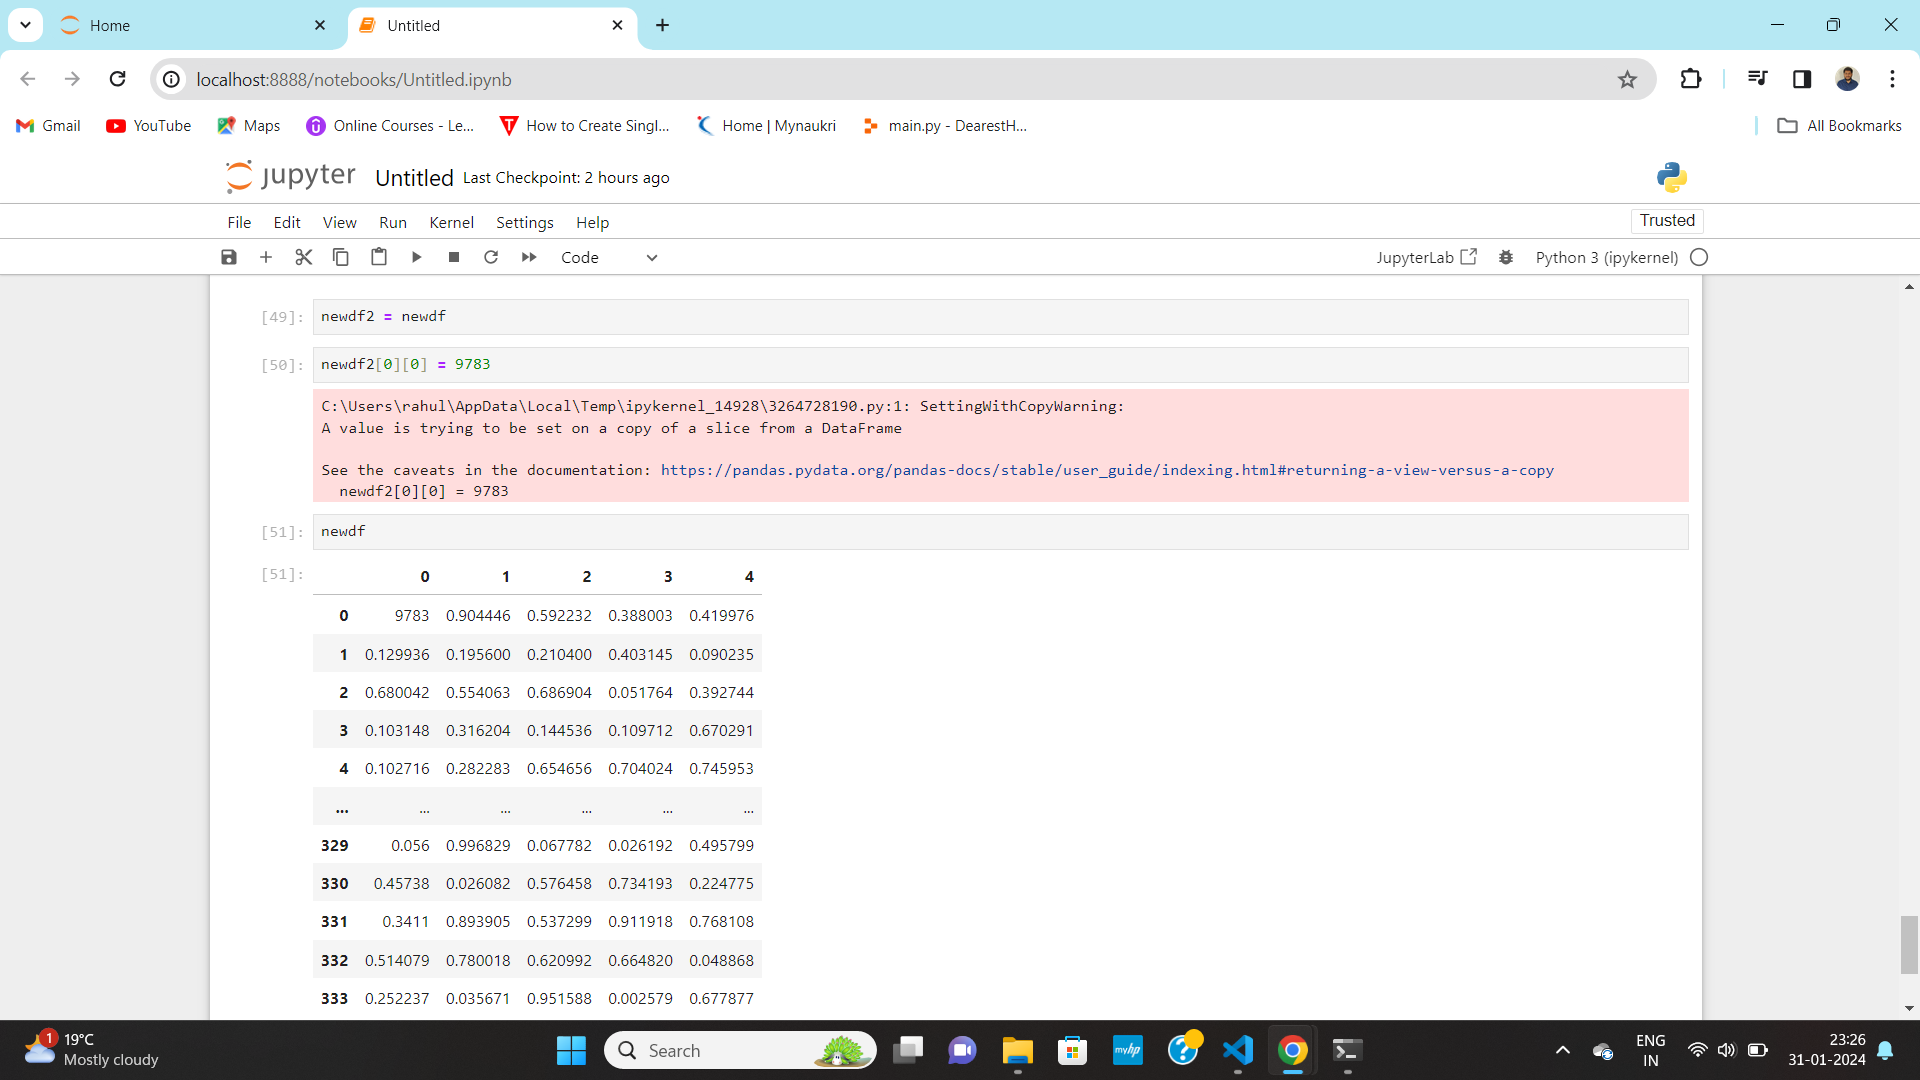 Home
Untitled
localhost:8888/notebooks/Untitled.ipynb
Gmail YouTube Maps Online Courses - Le... How to Create Singl... Home | Mynaukri main.py - DearestH... All Bookmarks
jupyter Untitled Last Checkpoint: 2 hours ago
File Edit View Run Kernel Settings Help Trusted
Code JupyterLab Python 3 (ipykernel)
[49]: newdf2 = newdf
[50]: newdf2[0][0] = 9783
C:\Users\rahul\AppData\Local\Temp\ipykernel_14928\3264728190.py:1: SettingWithCopyWarning:
A value is trying to be set on a copy of a slice from a DataFrame
See the caveats in the documentation: https://pandas.pydata.org/pandas-docs/stable/user_guide/indexing.html#returning-a-view-versus-a-copy
newdf2[0][0] = 9783
[51]: newdf
[51]: 0 1 2 3 4
0 9783 0.904446 0.592232 0.388003 0.419976
1 0.129936 0.195600 0.210400 0.403145 0.090235
2 0.680042 0.554063 0.686904 0.051764 0.392744
3 0.103148 0.316204 0.144536 0.109712 0.670291
4 0.102716 0.282283 0.654656 0.704024 0.745953
... ... ... ... ... ...
329 0.056 0.996829 0.067782 0.026192 0.495799
330 0.45738 0.026082 0.576458 0.734193 0.224775
331 0.3411 0.893905 0.537299 0.911918 0.768108
332 0.514079 0.780018 0.620992 0.664820 0.048868
333 0.252237 0.035671 0.951588 0.002579 0.677877
1 19°C
Mostly cloudy
Search
myhp
ENG
IN
23:26
31-01-2024